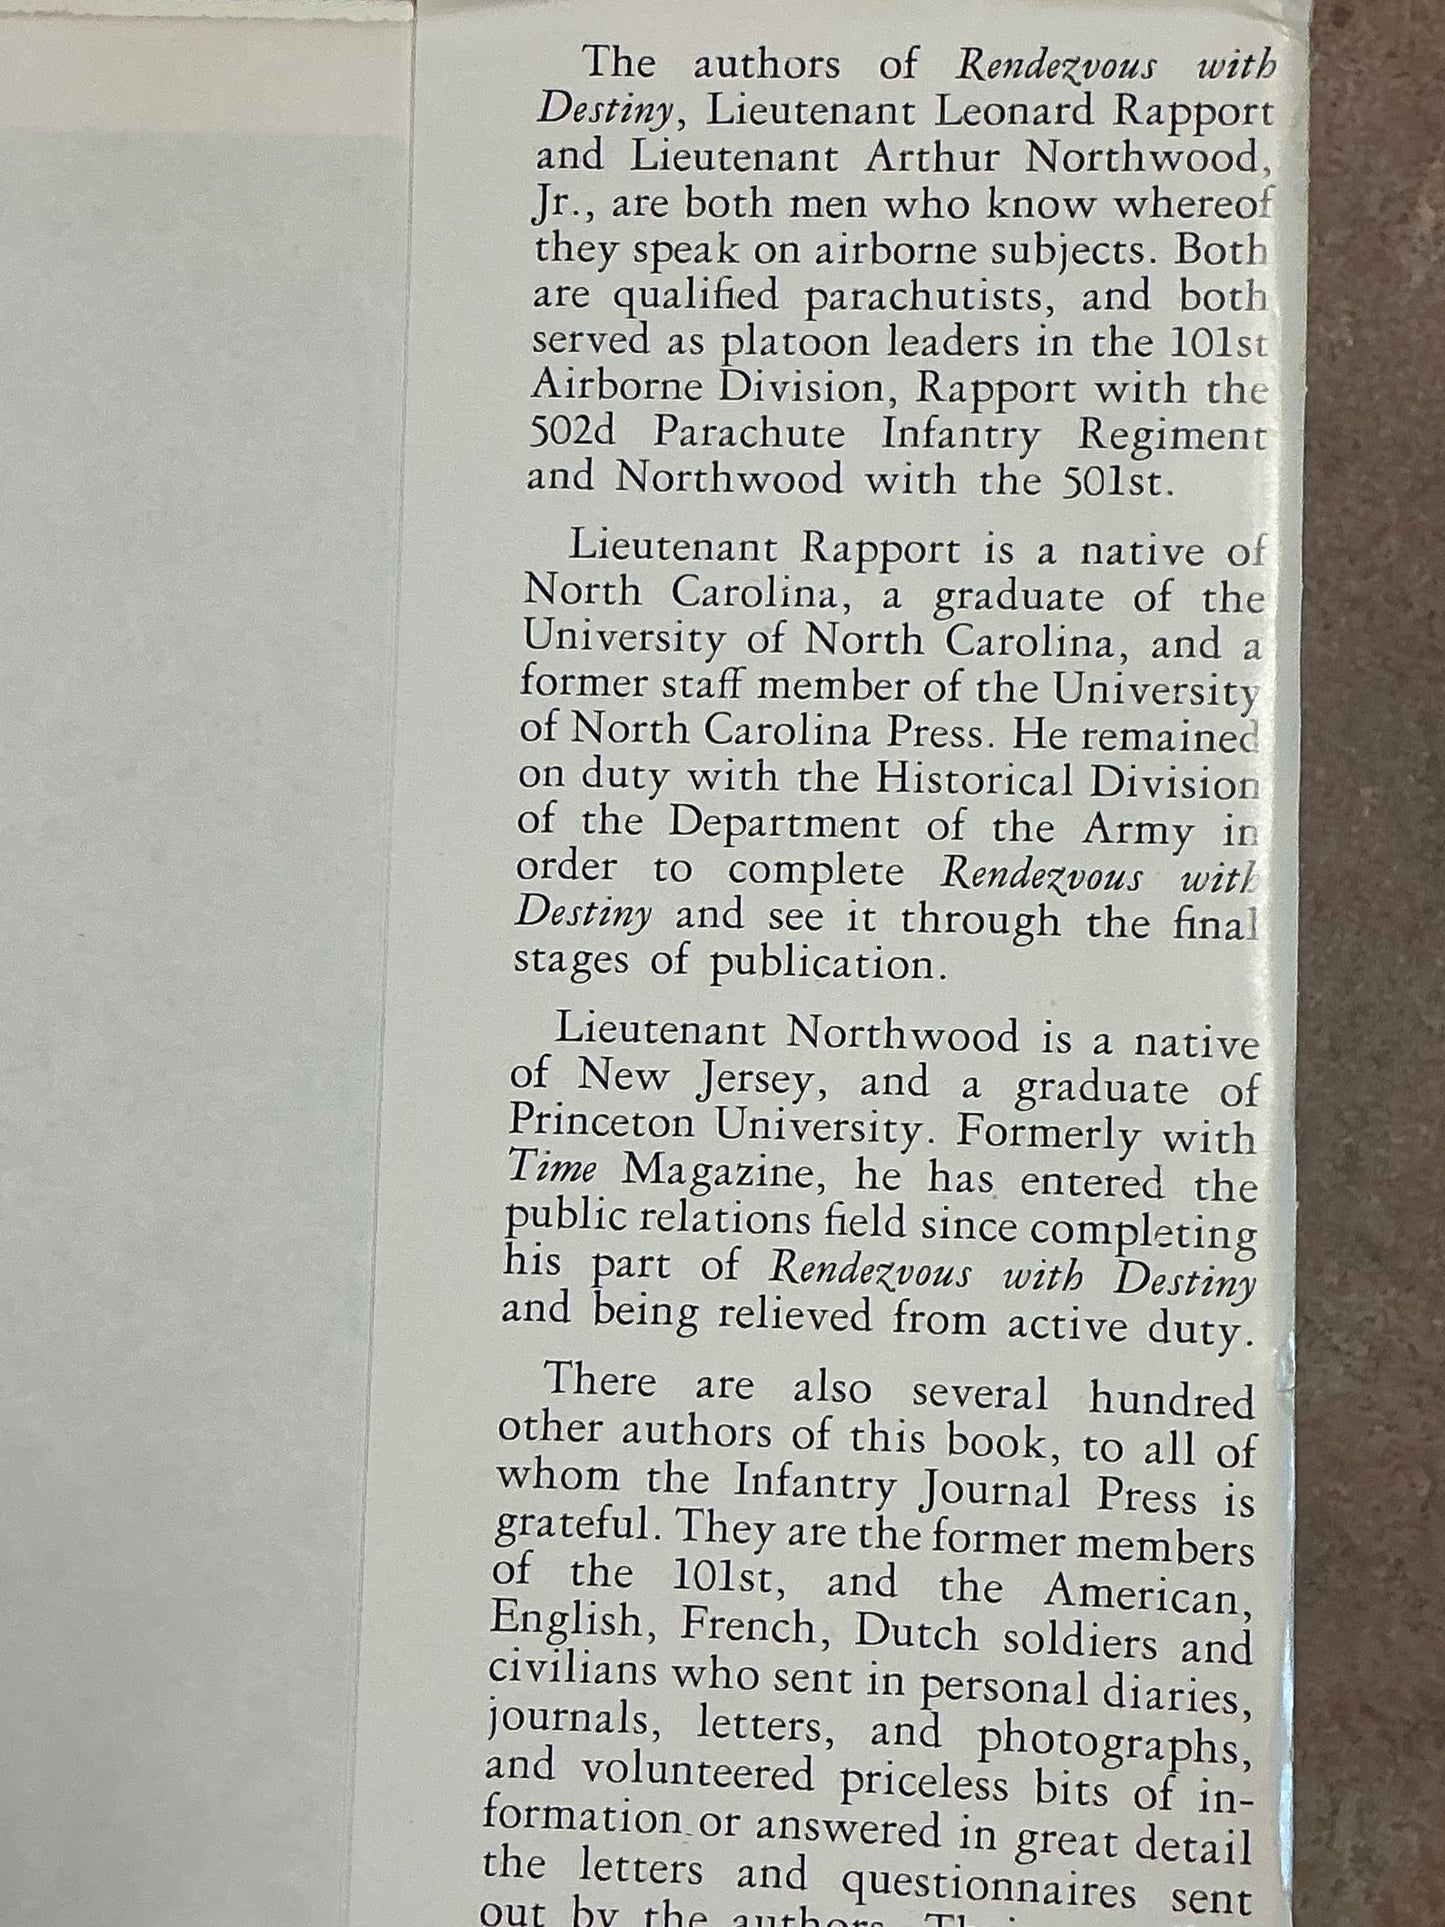 The authors of Rendezvous with
Destiny, Lieutenant Leonard Rapport
and Lieutenant Arthur Northwood,
Jr., are both men who know whereof
they speak on airborne subjects. Both
are qualified parachutists, and both
served as platoon leaders in the 101st
Airborne Division, Rapport with the
502d Parachute Infantry Regiment
and Northwood with the 501st.
Lieutenant Rapport is a native of
North Carolina, a graduate of the
University of North Carolina, and a
former staff member of the University
of North Carolina Press. He remained
on duty with the Historical Division
of the Department of the Army in
order to complete Rendezvous with
Destiny and see it through the final
stages of publication.
Lieutenant Northwood is a native
of New Jersey, and a graduate of
Princeton University. Formerly with
Time Magazine, he has entered the
public relations field since completing
his part of Rendezvous with Destiny
and being relieved from active duty.
There are also several hundred
other authors of this book, to all of
whom the Infantry Journal Press is
grateful. They are the former members
of the 101st, and the American,
English, French, Dutch soldiers and
civilians who sent in personal diaries,
journals, letters, and photographs,
and volunteered priceless bits of in-
formation or answered in great detail
the letters and questionnaires sent
out by the authors.